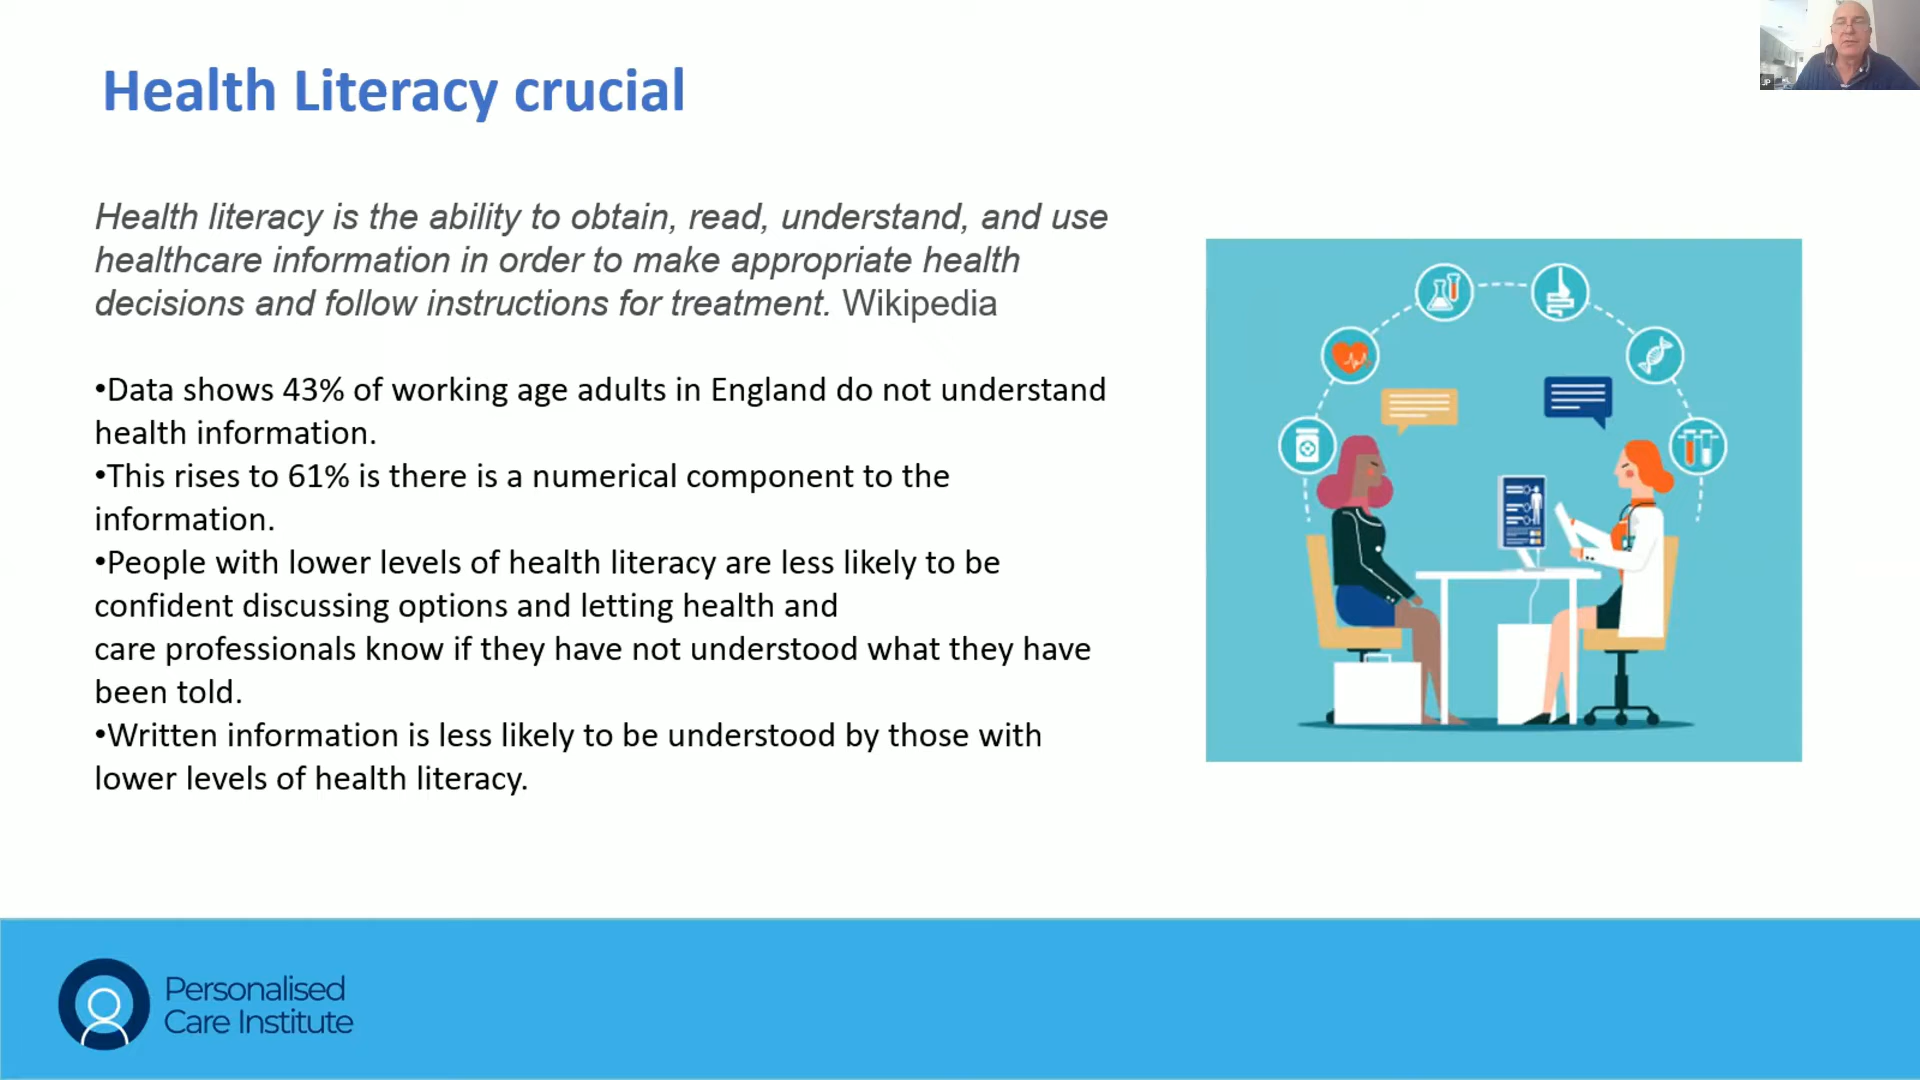 Health Literacy crucial
JP
Health literacy is the ability to obtain, read, understand, and use
healthcare information in order to make appropriate health
decisions and follow instructions for treatment. Wikipedia
•Data shows 43% of working age adults in England do not understand
health information.
•This rises to 61% is there is a numerical component to the
information.
•People with lower levels of health literacy are less likely to be
confident discussing options and letting health and
care professionals know if they have not understood what they have
been told.
•Written information is less likely to be understood by those with
lower levels of health literacy.
Personalised
Care Institute